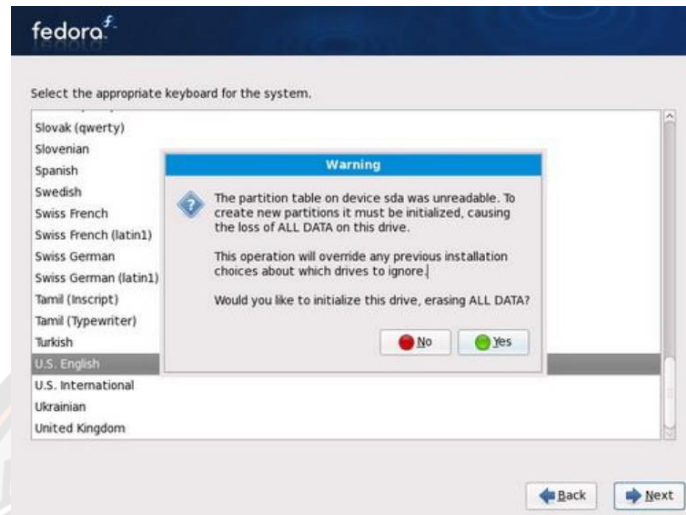 fedora
Select the appropriate keyboard for the system.
Slovak (qwerty)
Slovenian
Spanish
Swedish
Swiss French
Swiss French (latin1)
Swiss German
Swiss German (latin1)
Tamil (Inscript)
Tamil (Typewriter)
Turkish
U.S. English
U.S. International
Ukrainian
United Kingdom
Warning
The partition table on device sda was unreadable. To
create new partitions it must be initialized, causing
the loss of ALL DATA on this drive.
This operation will override any previous installation
choices about which drives to ignore.
Would you like to initialize this drive, erasing ALL DATA?
No
Yes
Back
Next